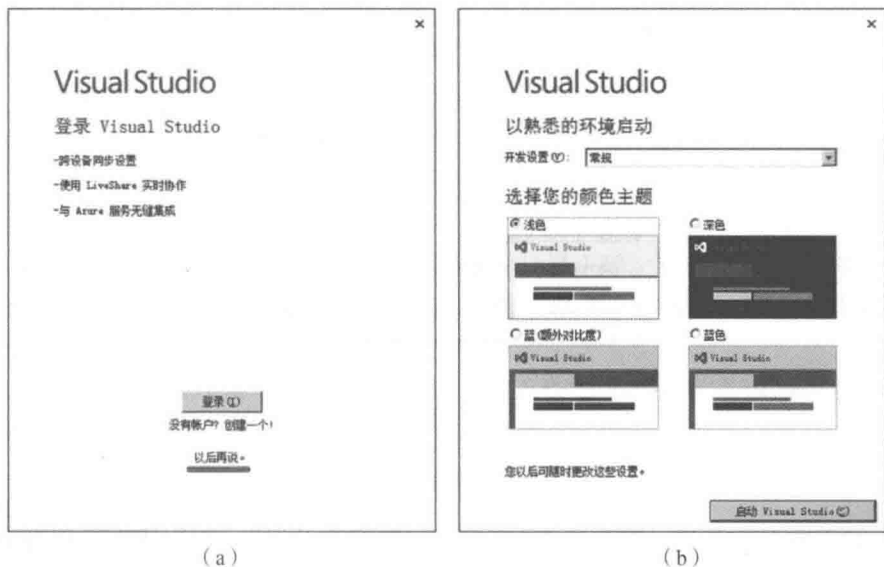 Visual Studio
登录 Visual Studio
-跨设备同步设置
-使用 LiveShare 实时协作
-与 Azure 服务无缝集成
登录(L)
没有帐户? 创建一个!
以后再说。
(a)
Visual Studio
以熟悉的环境启动
开发设置(V): 常规
选择您的颜色主题
浅色
Visual Studio
深色
Visual Studio
蓝(额外对比度)
Visual Studio
蓝色
Visual Studio
您以后可随时更改这些设置。
启动 Visual Studio(S)
(b)